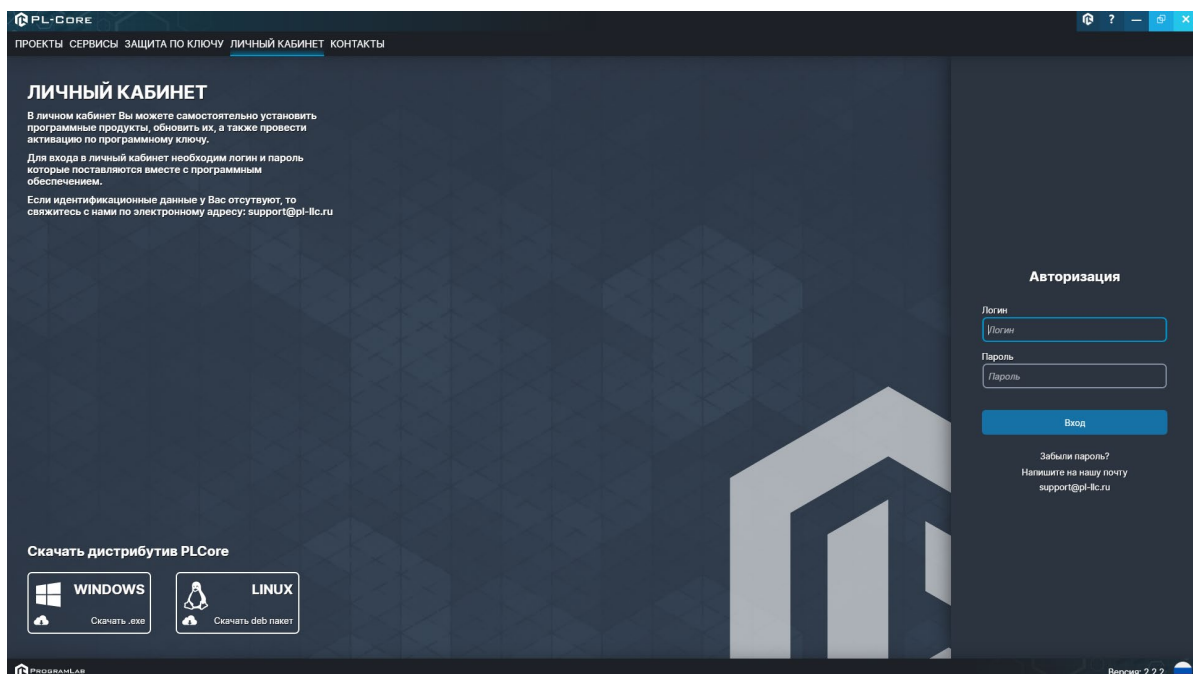 PL-CORE
?
ПРОЕКТЫ СЕРВИСЫ ЗАЩИТА ПО КЛЮЧУ ЛИЧНЫЙ КАБИНЕТ КОНТАКТЫ
ЛИЧНЫЙ КАБИНЕТ
В личном кабинет Вы можете самостоятельно установить
программные продукты, обновить их, а также провести
активацию по программному ключу.
Для входа в личный кабинет необходим логин и пароль
которые поставляются вместе с программным
обеспечением.
Если идентификационные данные у Вас отсутвуют, то
свяжитесь с нами по электронному адресу: support@pl-llc.ru
Авторизация
Логин
Логин
Пароль
Пароль
Вход
Забыли пароль?
Напишите на нашу почту
support@pl-llc.ru
Скачать дистрибутив PLCore
WINDOWS
Скачать .exe
LINUX
Скачать deb пакет
PROGRAMLAB
Версия: 2.2.2